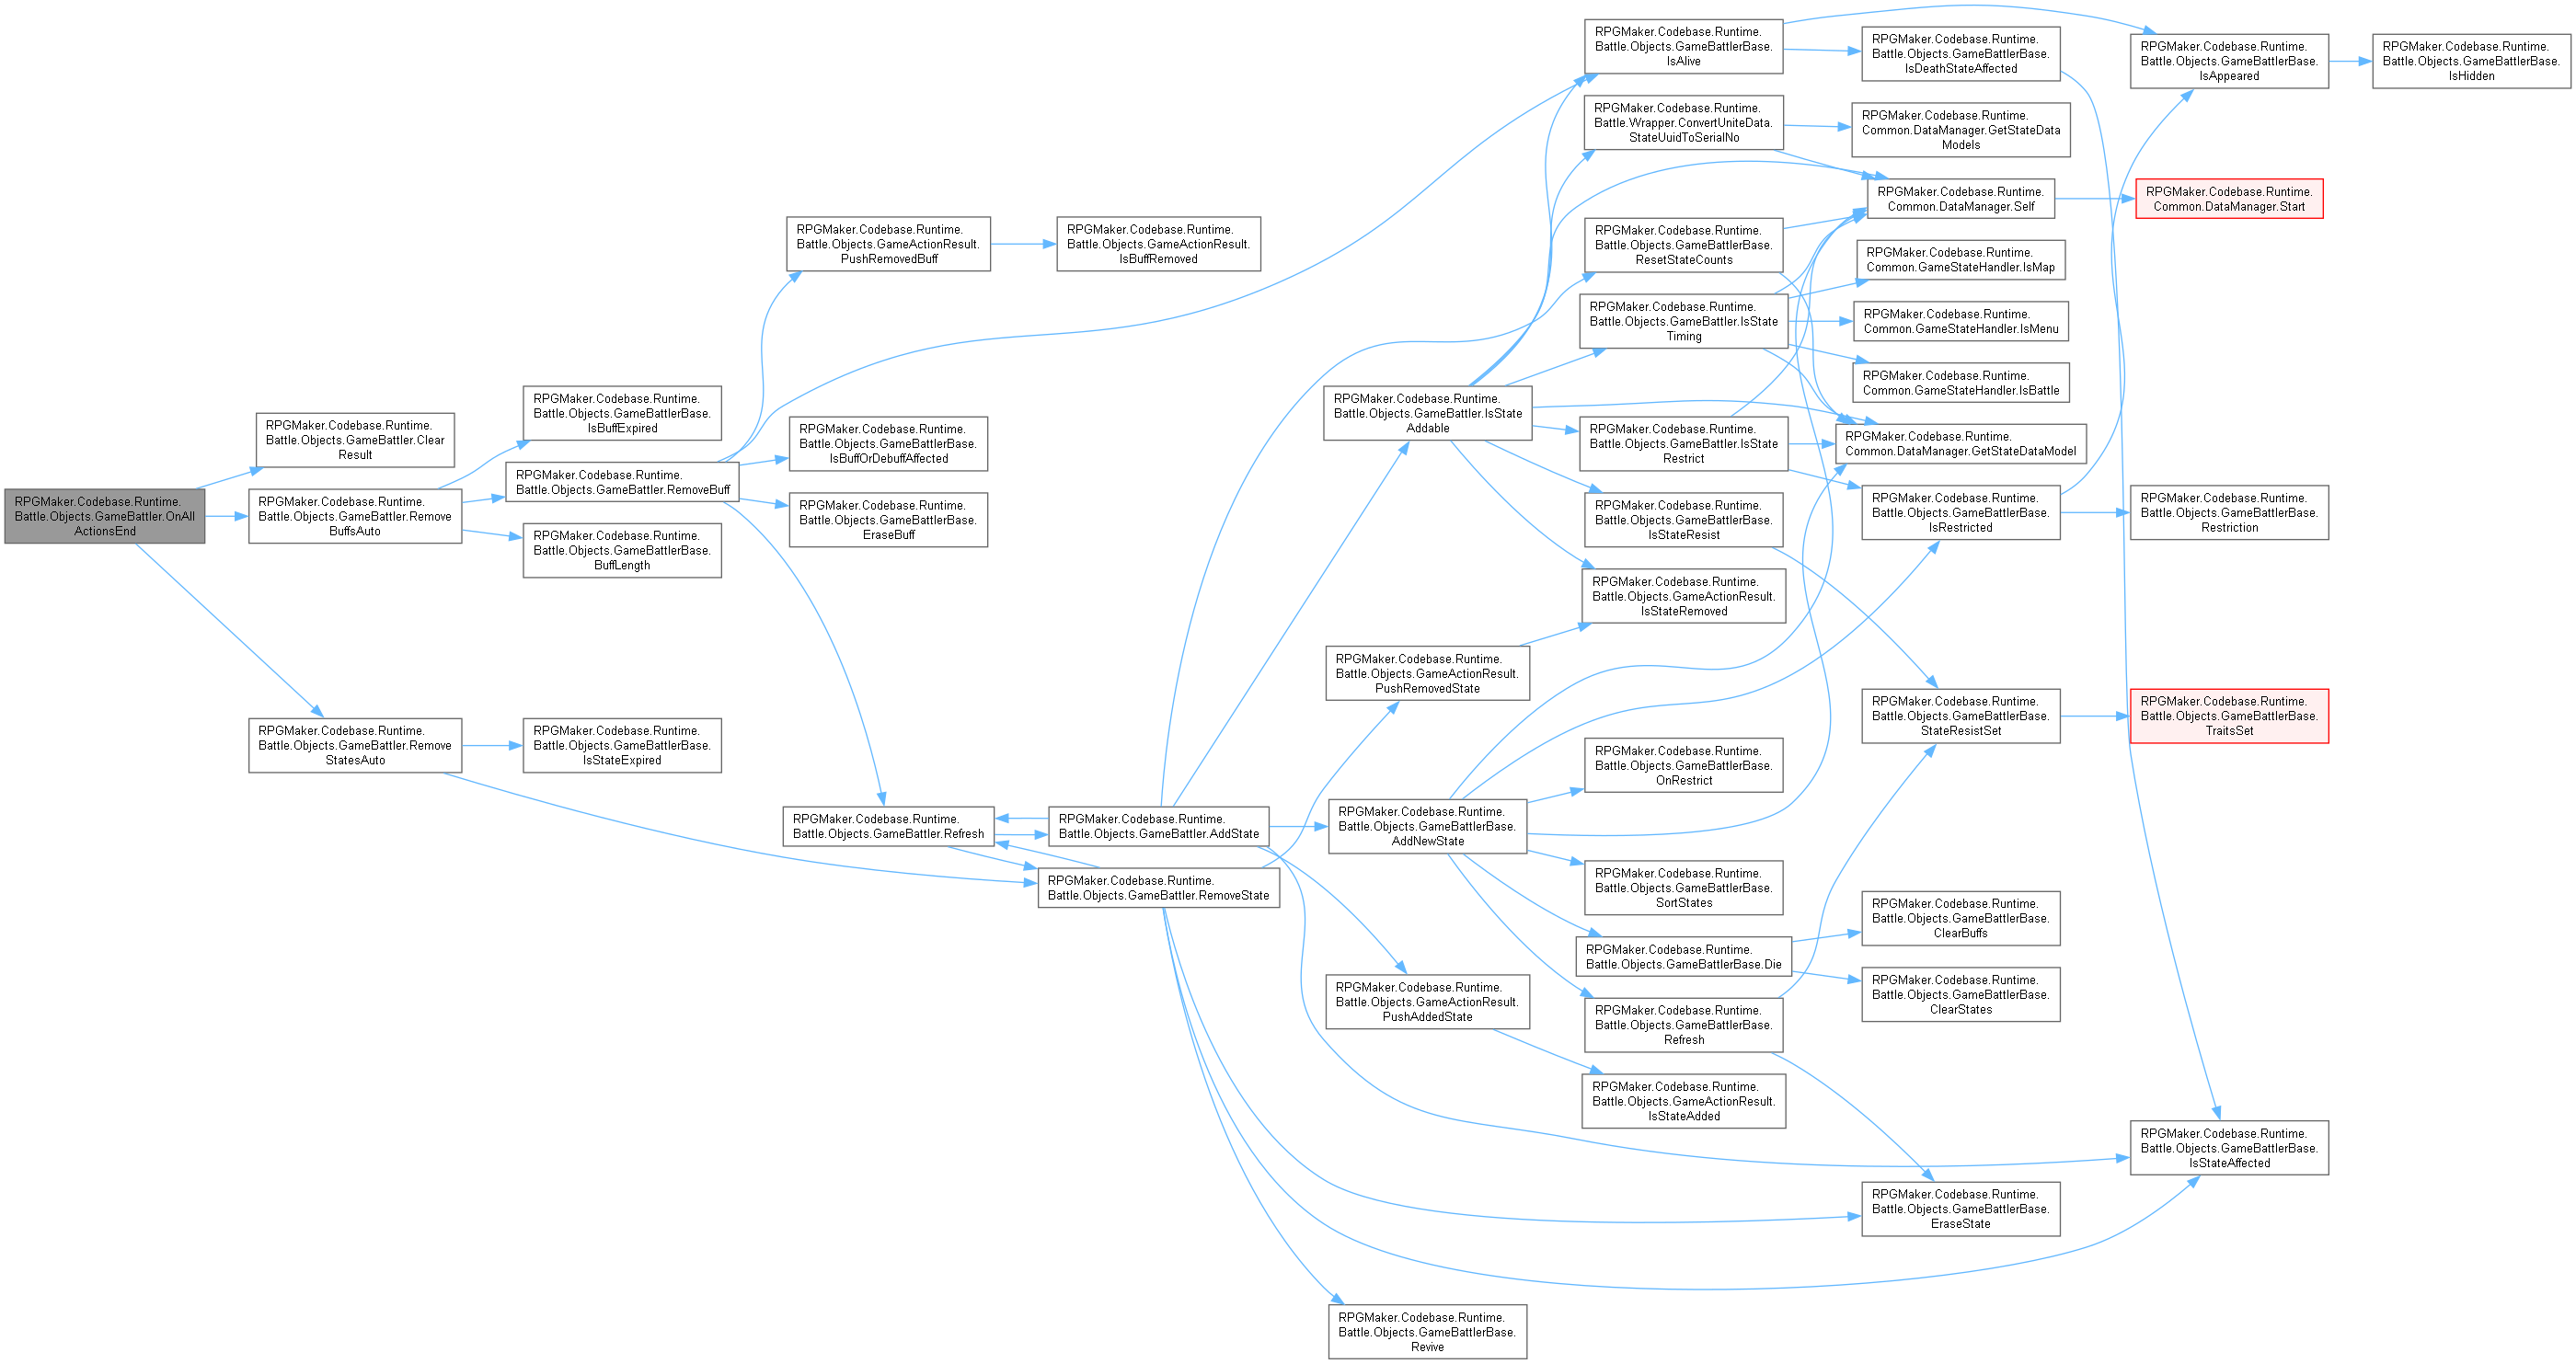 RPGMaker.Codebase.Runtime.
Battle.Objects.GameBattler.OnAll
ActionsEnd
RPGMaker.Codebase.Runtime.
Battle.Objects.GameBattler.Clear
Result
RPGMaker.Codebase.Runtime.
Battle.Objects.GameBattler.Remove
BuffsAuto
RPGMaker.Codebase.Runtime.
Battle.Objects.GameBattler.Remove
StatesAuto
RPGMaker.Codebase.Runtime.
Battle.Objects.GameBattlerBase.
IsBuffExpired
RPGMaker.Codebase.Runtime.
Battle.Objects.GameBattler.RemoveBuff
RPGMaker.Codebase.Runtime.
Battle.Objects.GameBattlerBase.
BuffLength
RPGMaker.Codebase.Runtime.
Battle.Objects.GameBattlerBase.
IsStateExpired
RPGMaker.Codebase.Runtime.
Battle.Objects.GameActionResult.
PushRemovedBuff
RPGMaker.Codebase.Runtime.
Battle.Objects.GameBattlerBase.
IsBuffOrDebuffAffected
RPGMaker.Codebase.Runtime.
Battle.Objects.GameBattlerBase.
EraseBuff
RPGMaker.Codebase.Runtime.
Battle.Objects.GameBattler.Refresh
RPGMaker.Codebase.Runtime.
Battle.Objects.GameActionResult.
IsBuffRemoved
RPGMaker.Codebase.Runtime.
Battle.Objects.GameBattler.AddState
RPGMaker.Codebase.Runtime.
Battle.Objects.GameBattler.RemoveState
RPGMaker.Codebase.Runtime.
Battle.Objects.GameBattler.IsState
Addable
RPGMaker.Codebase.Runtime.
Battle.Objects.GameActionResult.
PushRemovedState
RPGMaker.Codebase.Runtime.
Battle.Objects.GameBattlerBase.
AddNewState
RPGMaker.Codebase.Runtime.
Battle.Objects.GameActionResult.
PushAddedState
RPGMaker.Codebase.Runtime.
Battle.Objects.GameBattlerBase.
Revive
RPGMaker.Codebase.Runtime.
Battle.Objects.GameBattlerBase.
IsAlive
RPGMaker.Codebase.Runtime.
Battle.Wrapper.ConvertUniteData.
StateUuidToSerialNo
RPGMaker.Codebase.Runtime.
Battle.Objects.GameBattlerBase.
ResetStateCounts
RPGMaker.Codebase.Runtime.
Battle.Objects.GameBattler.IsState
Timing
RPGMaker.Codebase.Runtime.
Battle.Objects.GameBattler.IsState
Restrict
RPGMaker.Codebase.Runtime.
Battle.Objects.GameBattlerBase.
IsStateResist
RPGMaker.Codebase.Runtime.
Battle.Objects.GameActionResult.
IsStateRemoved
RPGMaker.Codebase.Runtime.
Battle.Objects.GameBattlerBase.
OnRestrict
RPGMaker.Codebase.Runtime.
Battle.Objects.GameBattlerBase.
SortStates
RPGMaker.Codebase.Runtime.
Battle.Objects.GameBattlerBase.Die
RPGMaker.Codebase.Runtime.
Battle.Objects.GameBattlerBase.
Refresh
RPGMaker.Codebase.Runtime.
Battle.Objects.GameActionResult.
IsStateAdded
RPGMaker.Codebase.Runtime.
Battle.Objects.GameBattlerBase.
IsDeathStateAffected
RPGMaker.Codebase.Runtime.
Common.DataManager.GetStateData
Models
RPGMaker.Codebase.Runtime.
Common.DataManager.Self
RPGMaker.Codebase.Runtime.
Common.GameStateHandler.IsMap
RPGMaker.Codebase.Runtime.
Common.GameStateHandler.IsMenu
RPGMaker.Codebase.Runtime.
Common.GameStateHandler.IsBattle
RPGMaker.Codebase.Runtime.
Common.DataManager.GetStateDataModel
RPGMaker.Codebase.Runtime.
Battle.Objects.GameBattlerBase.
IsRestricted
RPGMaker.Codebase.Runtime.
Battle.Objects.GameBattlerBase.
StateResistSet
RPGMaker.Codebase.Runtime.
Battle.Objects.GameBattlerBase.
ClearBuffs
RPGMaker.Codebase.Runtime.
Battle.Objects.GameBattlerBase.
ClearStates
RPGMaker.Codebase.Runtime.
Battle.Objects.GameBattlerBase.
EraseState
RPGMaker.Codebase.Runtime.
Battle.Objects.GameBattlerBase.
IsAppeared
RPGMaker.Codebase.Runtime.
Common.DataManager.Start
RPGMaker.Codebase.Runtime.
Battle.Objects.GameBattlerBase.
Restriction
RPGMaker.Codebase.Runtime.
Battle.Objects.GameBattlerBase.
TraitsSet
RPGMaker.Codebase.Runtime.
Battle.Objects.GameBattlerBase.
IsStateAffected
RPGMaker.Codebase.Runtime.
Battle.Objects.GameBattlerBase.
IsHidden